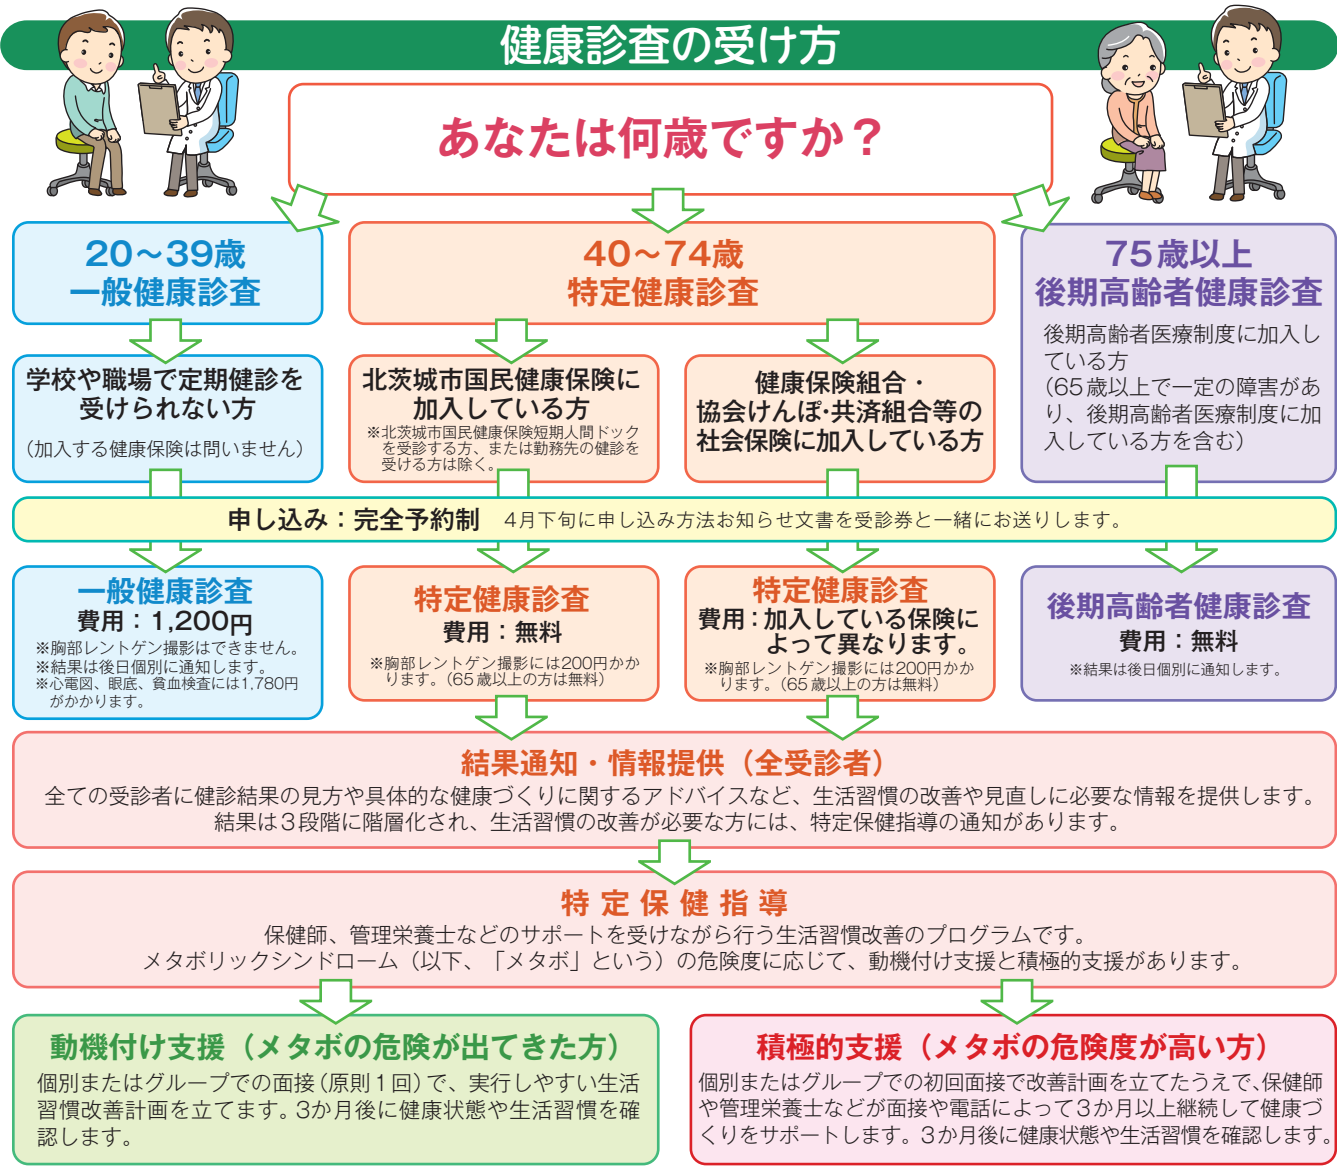 健康診査の受け方
あなたは何歳ですか？
20～39歳
一般健康診査
40～74歳
特定健康診査
75歳以上
後期高齢者健康診査
後期高齢者医療制度に加入し
ている方
（65歳以上で一定の障害があ
り、後期高齢者医療制度に加
入している方を含む）
学校や職場で定期健診を
受けられない方
（加入する健康保険は問いません）
北茨城市国民健康保険に
加入している方
※北茨城市国民健康保険短期人間ドック
を受診する方、または勤務先の健診を
受ける方は除く。
健康保険組合・
協会けんぽ・共済組合等の
社会保険に加入している方
申し込み：完全予約制　4月下旬に申し込み方法お知らせ文書を受診券と一緒にお送りします。
一般健康診査
費用：1,200円
※胸部レントゲン撮影はできません。
※結果は後日個別に通知します。
※心電図、眼底、貧血検査には1,780円
がかかります。
特定健康診査
費用：無料
※胸部レントゲン撮影には200円かか
ります。（65歳以上の方は無料）
特定健康診査
費用：加入している保険に
よって異なります。
※胸部レントゲン撮影には200円かか
ります。（65歳以上の方は無料）
後期高齢者健康診査
費用：無料
※結果は後日個別に通知します。
結果通知・情報提供（全受診者）
全ての受診者に健診結果の見方や具体的な健康づくりに関するアドバイスなど、生活習慣の改善や見直しに必要な情報を提供します。
結果は３段階に階層化され、生活習慣の改善が必要な方には、特定保健指導の通知があります。
特定保健指導
保健師、管理栄養士などのサポートを受けながら行う生活習慣改善のプログラムです。
メタボリックシンドローム（以下、「メタボ」という）の危険度に応じて、動機付け支援と積極的支援があります。
動機付け支援（メタボの危険が出てきた方）
個別またはグループでの面接（原則１回）で、実行しやすい生活
習慣改善計画を立てます。3か月後に健康状態や生活習慣を確
認します。
積極的支援（メタボの危険度が高い方）
個別またはグループでの初回面接で改善計画を立てたうえで、保健師
や管理栄養士などが面接や電話によって３か月以上継続して健康づ
くりをサポートします。３か月後に健康状態や生活習慣を確認します。